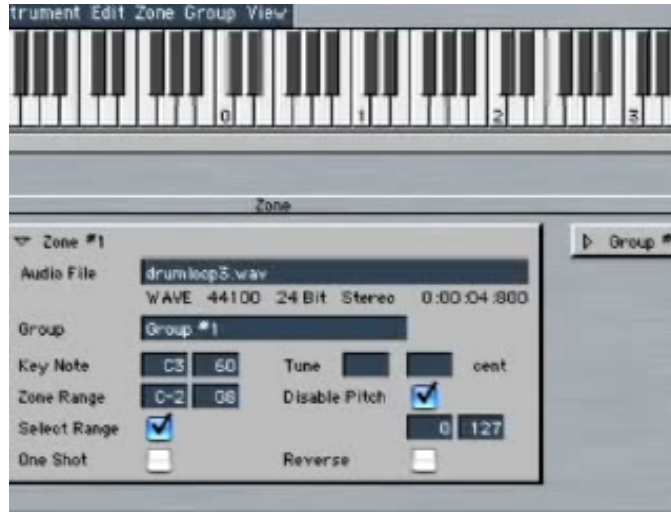 strument Edit Zone Group View
0 1 2 3
Zone
Zone #1
Group #
Audio File drumloop3.wav
WAVE 44100 24 Bit Stereo 0:00:04:800
Group Group #1
Key Note C3 60 Tune cent
Zone Range C-2 G8 Disable Pitch
Select Range 0 127
One Shot Reverse